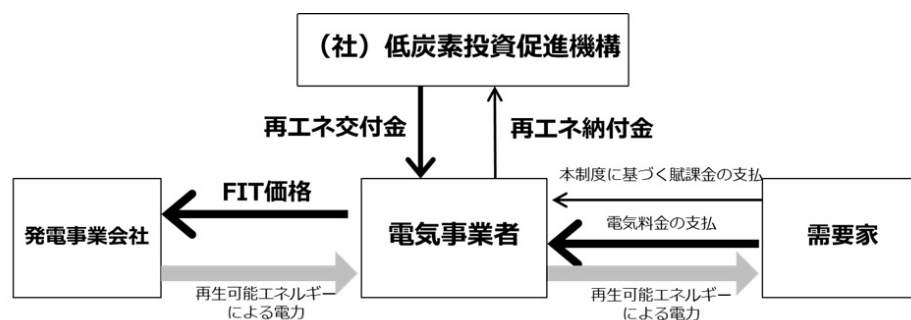 （社）低炭素投資促進機構
再エネ交付金
再エネ納付金
本制度に基づく賦課金の支払
FIT価格
電気料金の支払
発電事業会社
電気事業者
需要家
再生可能エネルギー
による電力
再生可能エネルギー
による電力